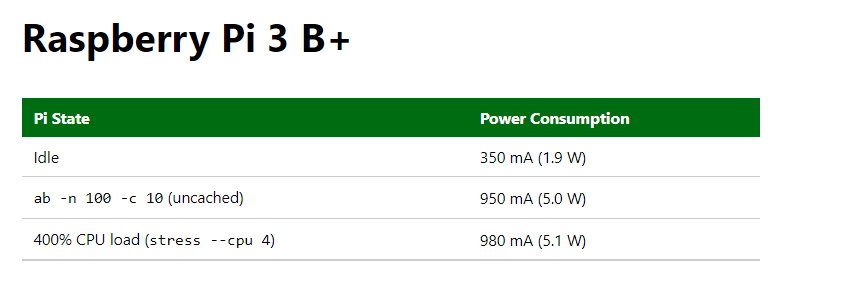 Raspberry Pi 3 B+
Pi State Power Consumption
Idle 350 mA (1.9 W)
ab -n 100 -c 10 (uncached) 950 mA (5.0 W)
400% CPU load (stress --cpu 4) 980 mA (5.1 W)